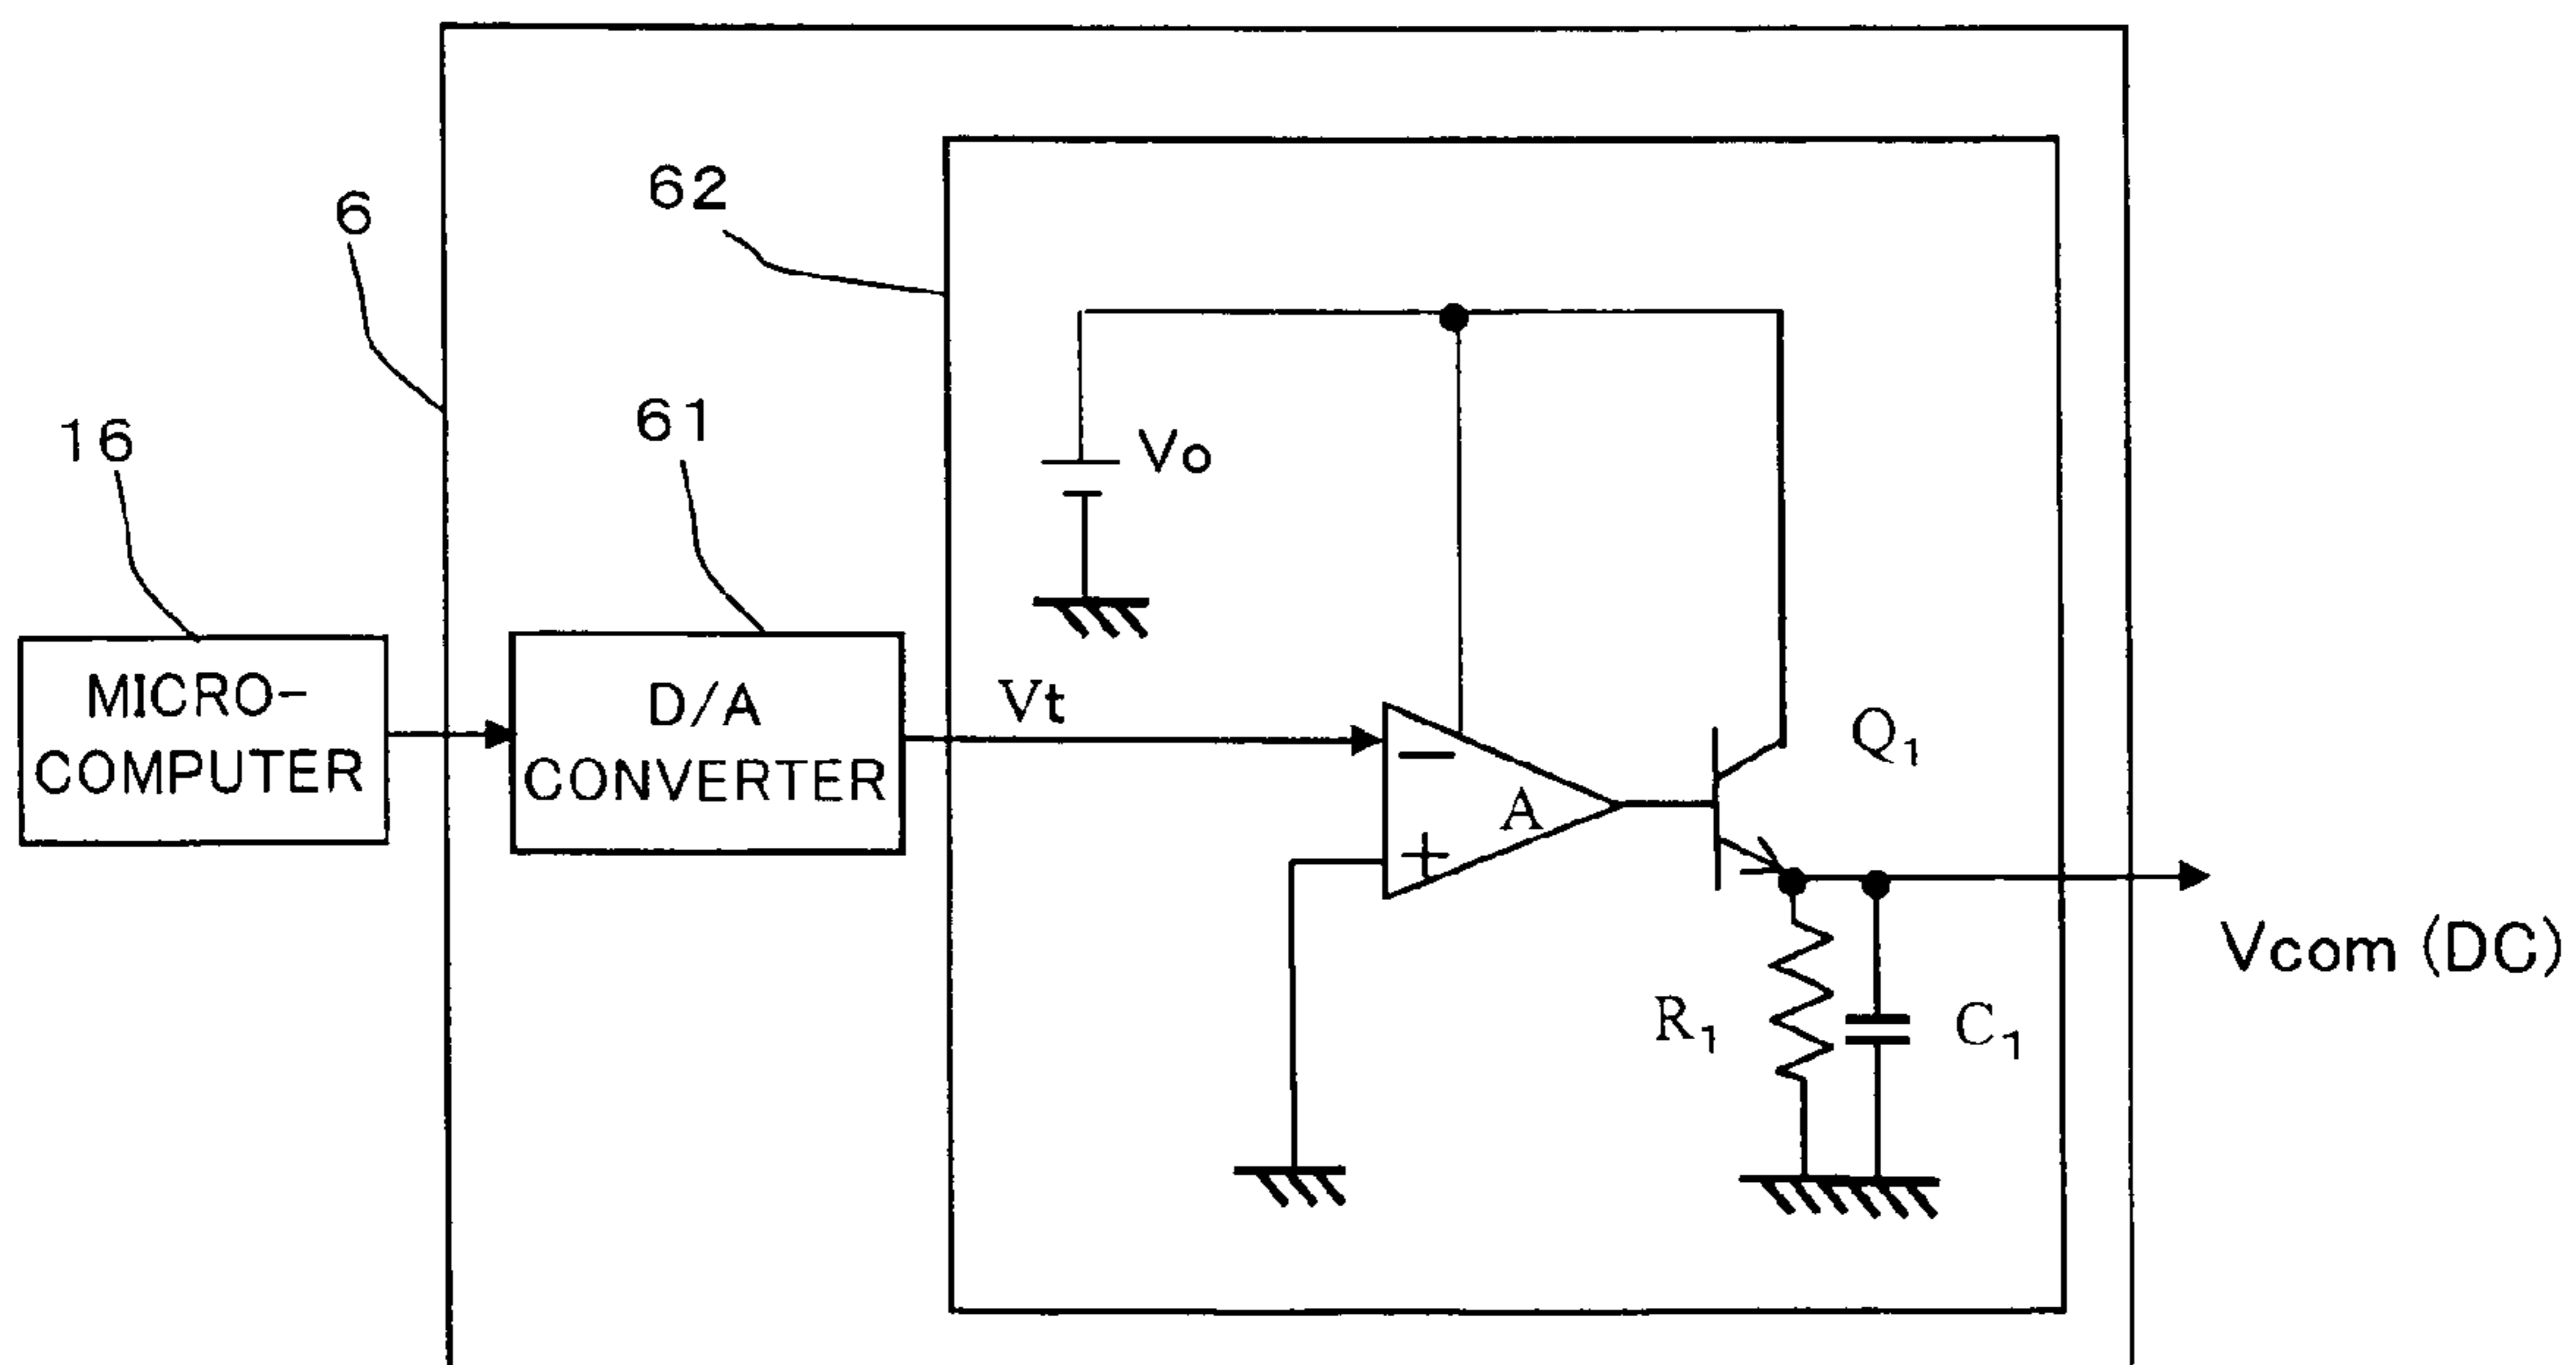 6
62
16
61
Vo
MICRO-
COMPUTER
D/A
CONVERTER
Vt
−
A
+
Q1
Vcom (DC)
R1
C1